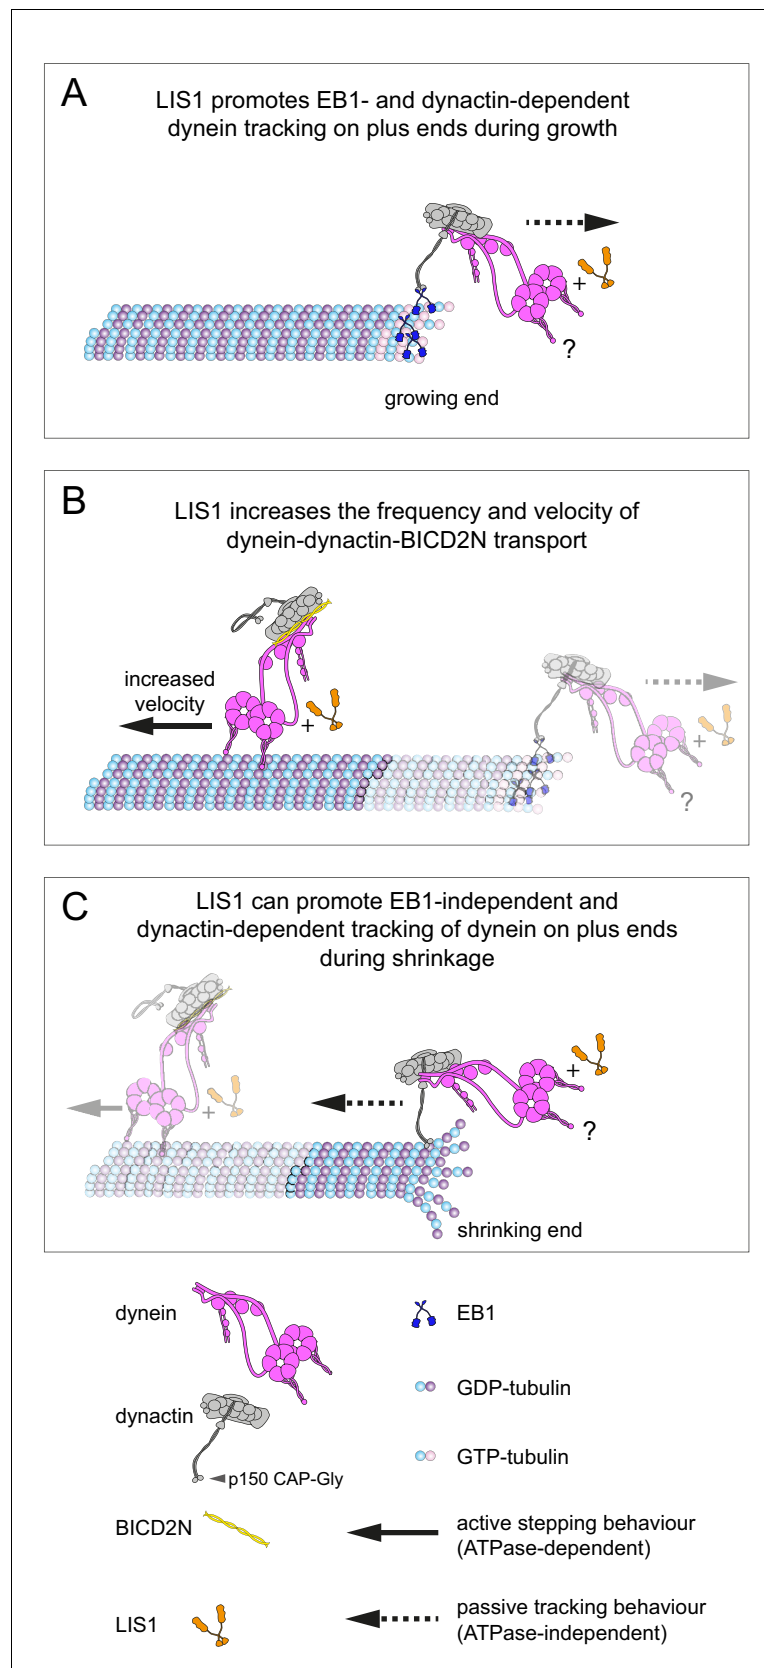 A
LIS1 promotes EB1- and dynactin-dependent
dynein tracking on plus ends during growth
+
?
growing end
B
LIS1 increases the frequency and velocity of
dynein-dynactin-BICD2N transport
increased
velocity
+
+
?
C
LIS1 can promote EB1-independent and
dynactin-dependent tracking of dynein on plus ends
during shrinkage
+
+
?
shrinking end
dynein
EB1
GDP-tubulin
dynactin
GTP-tubulin
p150 CAP-Gly
BICD2N
active stepping behaviour
(ATPase-dependent)
LIS1
passive tracking behaviour
(ATPase-independent)